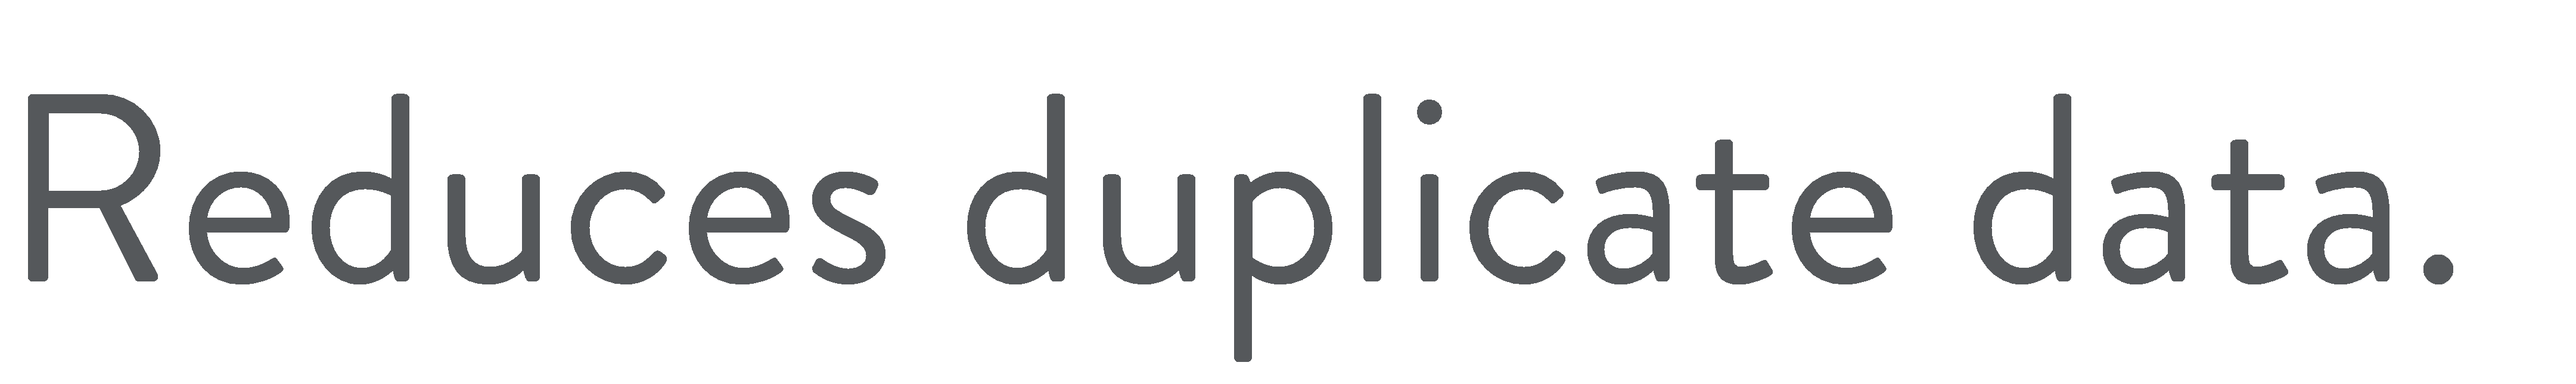 Reduces duplicate data.